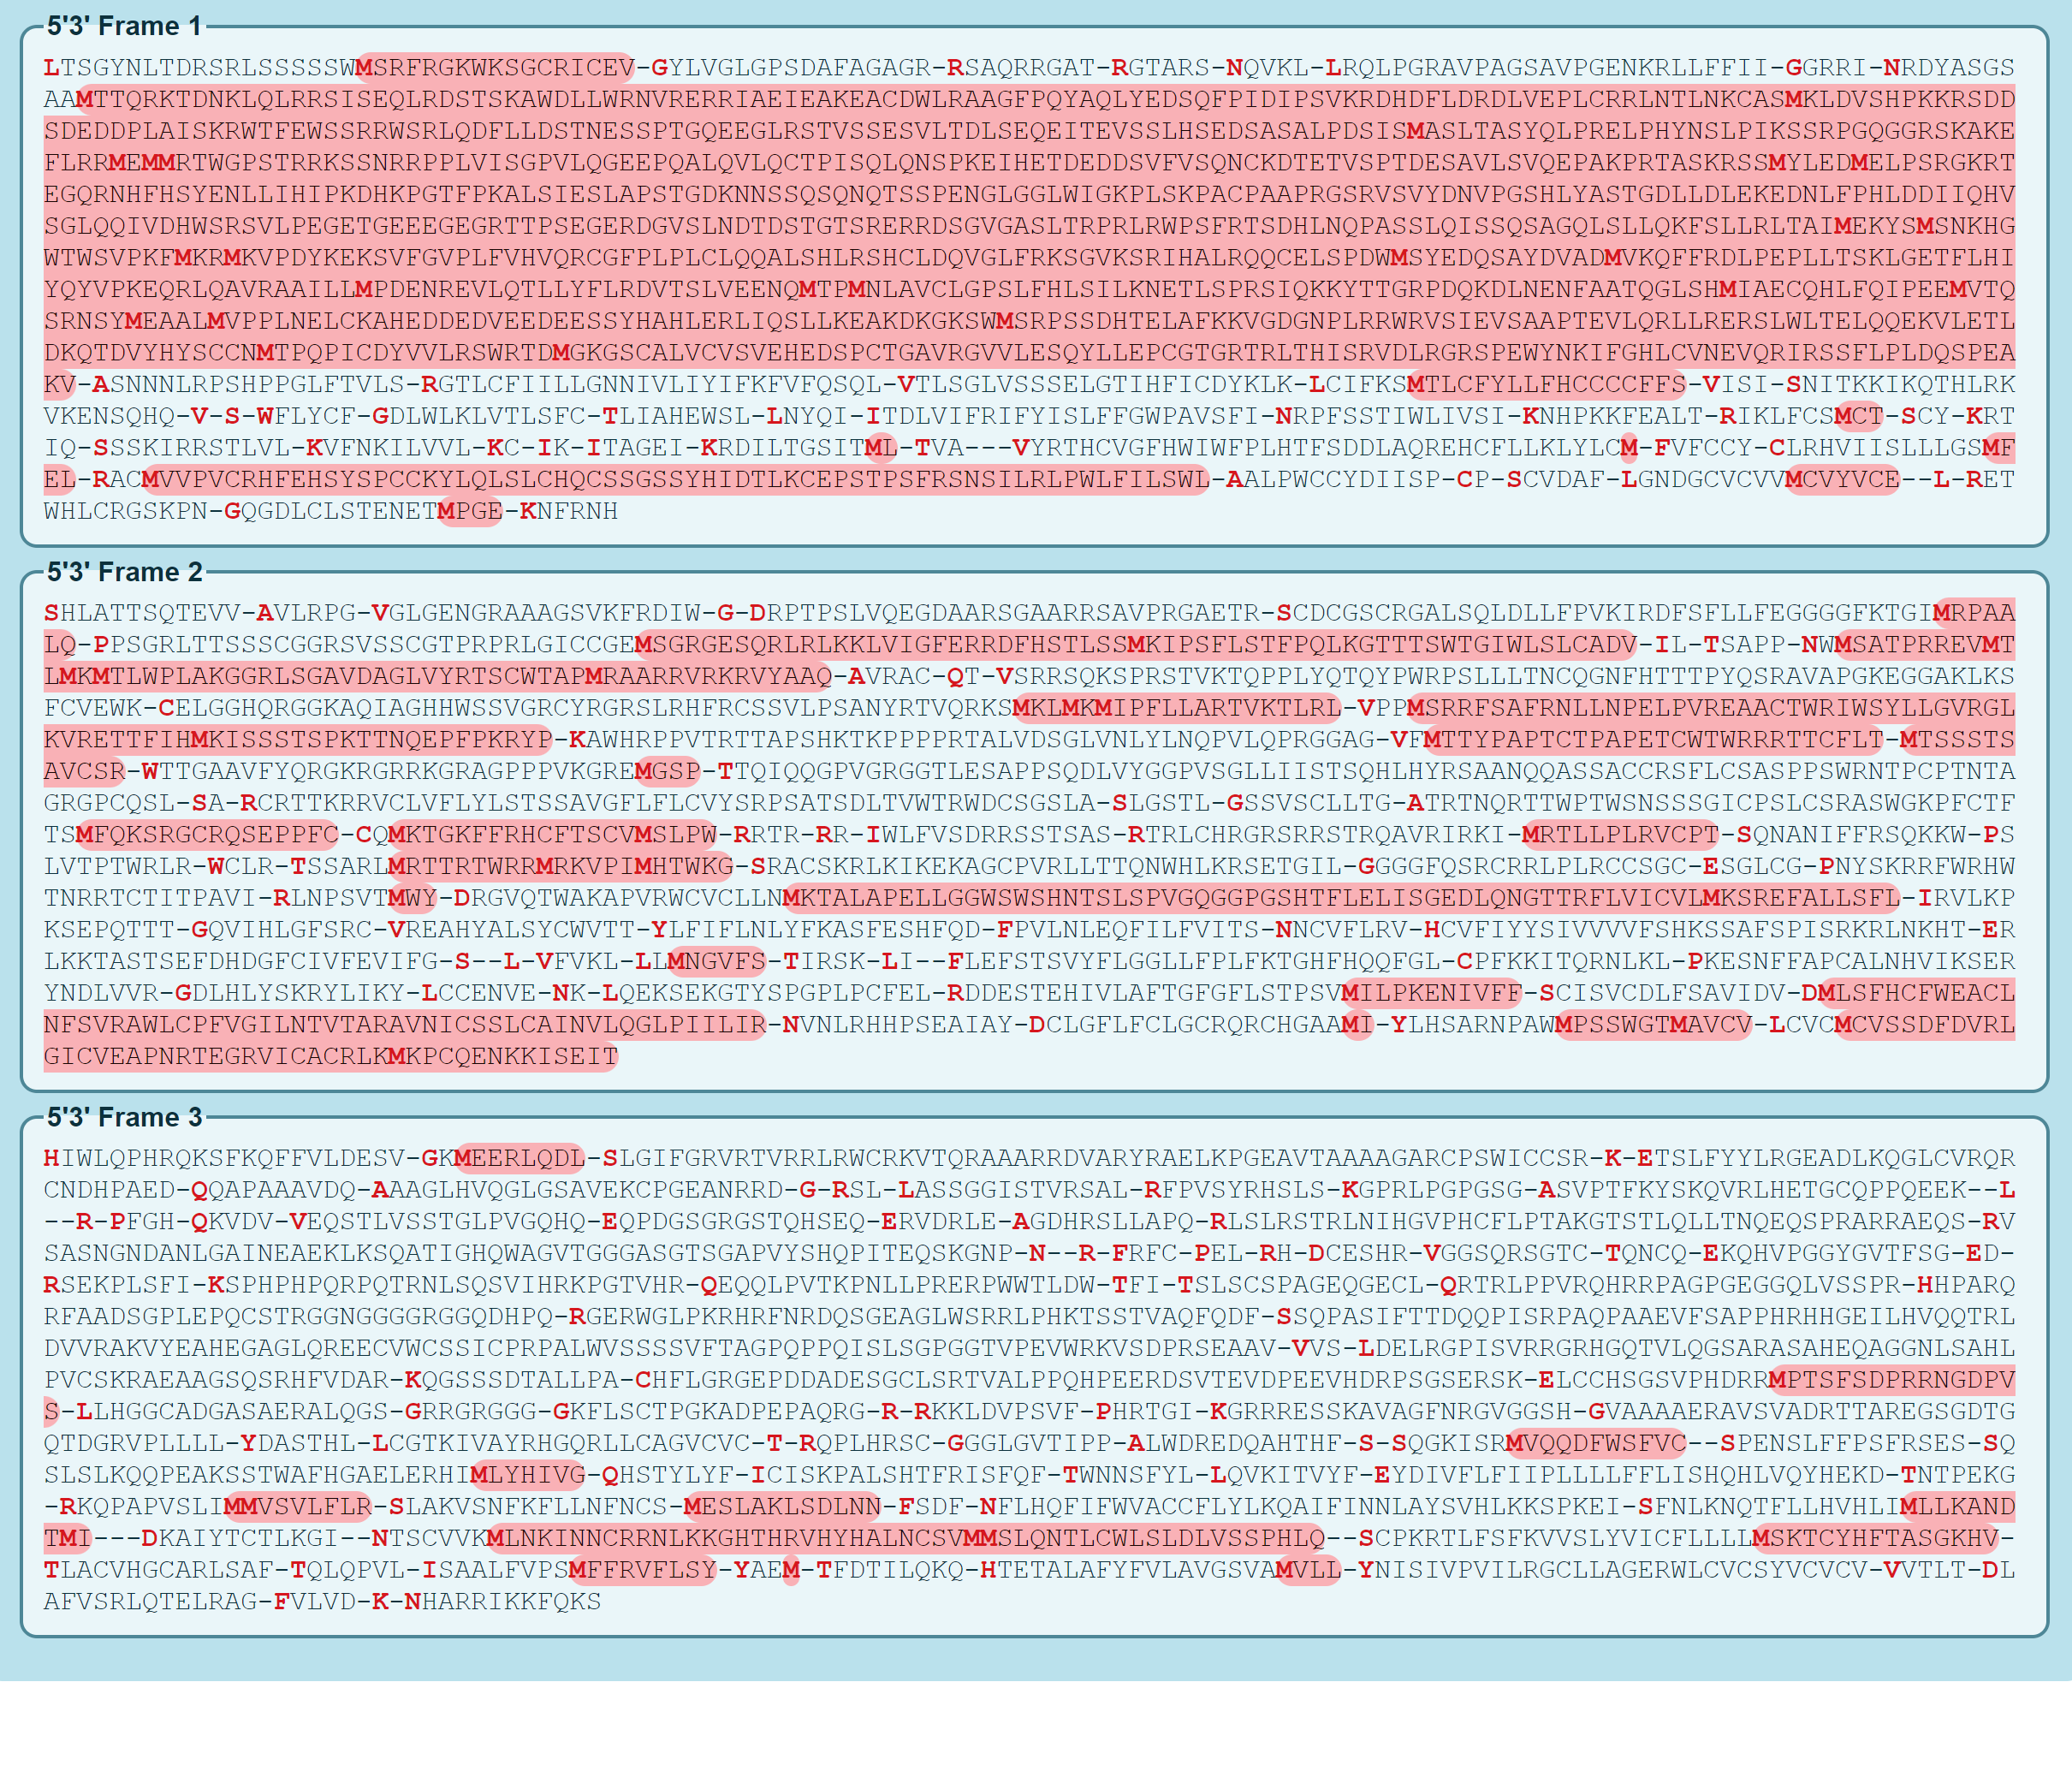 5'3' Frame 1
LTSGYNLTDRSRLSSSSSWMSRFRGKWKSGCRICEV-GYLVGLGPSDAFAGAGR-RSAQRRGAT-RGTARS-NQVKL-LRQLPGRAVPAGSAVPGENKRLLFFII-GGRRI-NRDYASGS
AAMTTQRKTDNKLQLRRSISEQLRDSTSKAWDLLWRNVRERRIAEIEAKEACDWLRAAGFPQYAQLYEDSQFPIDIPSVKRDHDFLDRDLVEPLCRRLNTLNKCASMKLDVSHPKKRSDD
SDEDDPLAISKRWTFEWSSRRWSRLQDFLLDSTNESSPTGQEEGLRSTVSSESVLTDLSEQEITEVSSLHSEDSASALPDSISMASLTASYQLPRELPHYNSLPIKSSRPGQGGRSKAKE
FLRRMEMMRTWGPSTRRKSSNRRPPLVISGPVLQGEEPQALQVLQCTPISQLQNSPKEIHETDEDDSVFVSQNCKDTETVSPTDESAVLSVQEPAKPRTASKRSSMYLEDMELPSRGKRT
EGQRNHFHSYENLLIHIPKDHKPGTFPKALSIESLAPSTGDKNNSSQSQNQTSSPENGLGGLWIGKPLSKPACPAAPRGSRVSVYDNVPGSHLYASTGDLLDLEKEDNLFPHLDDIIQHV
SGLQQIVDHWSRSVLPEGETGEEEGEGRTTPSEGERDGVSLNDTDSTGTSRERRDSGVGASLTRPRLRWPSFRTSDHLNQPASSLQISSQSAGQLSLLQKFSLLRLTAIMEKYSMSNKHG
WTWSVPKFMKRMKVPDYKEKSVFGVPLFVHVQRCGFPLPLCLQQALSHLRSHCLDQVGLFRKSGVKSRIHALRQQCELSPDWMSYEDQSAYDVADMVKQFFRDLPEPLLTSKLGETFLHI
YQYVPKEQRLQAVRAAILLMPDENREVLQTLLYFLRDVTSLVEENQMTPMNLAVCLGPSLFHLSILKNETLSPRSIQKKYTTGRPDQKDLNENFAATQGLSHMIAECQHLFQIPEEMVTQ
SRNSYMEAALMVPPLNELCKAHEDDEDVEEDEESSYHAHLERLIQSLLKEAKDKGKSWMSRPSSDHTELAFKKVGDGNPLRRWRVSIEVSAAPTEVLQRLLRERSLWLTELQQEKVLETL
DKQTDVYHYSCCNMTPQPICDYVVLRSWRTDMGKGSCALVCVSVEHEDSPCTGAVRGVVLESQYLLEPCGTGRTRLTHISRVDLRGRSPEWYNKIFGHLCVNEVQRIRSSFLPLDQSPEA
KV-ASNNNLRPSHPPGLFTVLS-RGTLCFIILLGNNIVLIYIFKFVFQSQL-VTLSGLVSSSELGTIHFICDYKLK-LCIFKSMTLCFYLLFHCCCCFFS-VISI-SNITKKIKQTHLRK
VKENSQHQ-V-S-WFLYCF-GDLWLKLVTLSFC-TLIAHEWSL-LNYQI-ITDLVIFRIFYISLFFGWPAVSFI-NRPFSSTIWLIVSI-KNHPKKFEALT-RIKLFCSMCT-SCY-KRT
IQ-SSSKIRRSTLVL-KVFNKILVVL-KC-IK-ITAGEI-KRDILTGSITML-TVA---VYRTHCVGFHWIWFPLHTFSDDLAQREHCFLLKLYLCM-FVFCCY-CLRHVIISLLLGSMF
EL-RACMVVPVCRHFEHSYSPCCKYLQLSLCHQCSSGSSYHIDTLKCEPSTPSFRSNSILRLPWLFILSWL-AALPWCCYDIISP-CP-SCVDAF-LGNDGCVCVVMCVYVCE--L-RET
WHLCRGSKPN-GQGDLCLSTENETMPGE-KNFRNH
5'3' Frame 2
SHLATTSQTEVV-AVLRPG-VGLGENGRAAAGSVKFRDIW-G-DRPTPSLVQEGDAARSGAARRSAVPRGAETR-SCDCGSCRGALSQLDLLFPVKIRDFSFLLFEGGGGFKTGIMRPAA
LQ-PPSGRLTTSSSCGGRSVSSCGTPRPRLGICCGEMSGRGESQRLRLKKLVIGFERRDFHSTLSSMKIPSFLSTFPQLKGTTTSWTGIWLSLCADV-IL-TSAPP-NWMSATPRREVMT
LMKMTLWPLAKGGRLSGAVDAGLVYRTSCWTAPMRAARRVRKRVYAAQ-AVRAC-QT-VSRRSQKSPRSTVKTQPPLYQTQYPWRPSLLLTNCQGNFHTTTPYQSRAVAPGKEGGAKLKS
FCVEWK-CELGGHQRGGKAQIAGHHWSSVGRCYRGRSLRHFRCSSVLPSANYRTVQRKSMKLMKMIPFLLARTVKTLRL-VPPMSRRFSAFRNLLNPELPVREAACTWRIWSYLLGVRGL
KVRETTFIHMKISSSTSPKTTNQEPFPKRYP-KAWHRPPVTRTTAPSHKTKPPPPRTALVDSGLVNLYLNQPVLQPRGGAG-VFMTTYPAPTCTPAPETCWTWRRRTTCFLT-MTSSSTS
AVCSR-WTTGAAVFYQRGKRGRRKGRAGPPPVKGREMGSP-TTQIQQGPVGRGGTLESAPPSQDLVYGGPVSGLLIISTSQHLHYRSAANQQASSACCRSFLCSASPPSWRNTPCPTNTA
GRGPCQSL-SA-RCRTTKRRVCLVFLYLSTSSAVGFLFLCVYSRPSATSDLTVWTRWDCSGSLA-SLGSTL-GSSVSCLLTG-ATRTNQRTTWPTWSNSSSGICPSLCSRASWGKPFCTF
TSMFQKSRGCRQSEPPFC-CQMKTGKFFRHCFTSCVMSLPW-RRTR-RR-IWLFVSDRRSSTSAS-RTRLCHRGRSRRSTRQAVRIRKI-MRTLLPLRVCPT-SQNANIFFRSQKKW-PS
LVTPTWRLR-WCLR-TSSARLMRTTRTWRRMRKVPIMHTWKG-SRACSKRLKIKEKAGCPVRLLTTQNWHLKRSETGIL-GGGGFQSRCRRLPLRCCSGC-ESGLCG-PNYSKRRFWRHW
TNRRTCTITPAVI-RLNPSVTMWY-DRGVQTWAKAPVRWCVCLLNMKTALAPELLGGWSWSHNTSLSPVGQGGPGSHTFLELISGEDLQNGTTRFLVICVLMKSREFALLSFL-IRVLKP
KSEPQTTT-GQVIHLGFSRC-VREAHYALSYCWVTT-YLFIFLNLYFKASFESHFQD-FPVLNLEQFILFVITS-NNCVFLRV-HCVFIYYSIVVVVFSHKSSAFSPISRKRLNKHT-ER
LKKTASTSEFDHDGFCIVFEVIFG-S--L-VFVKL-LLMNGVFS-TIRSK-LI--FLEFSTSVYFLGGLLFPLFKTGHFHQQFGL-CPFKKITQRNLKL-PKESNFFAPCALNHVIKSER
YNDLVVR-GDLHLYSKRYLIKY-LCCENVE-NK-LQEKSEKGTYSPGPLPCFEL-RDDESTEHIVLAFTGFGFLSTPSVMILPKENIVFF-SCISVCDLFSAVIDV-DMLSFHCFWEACL
NFSVRAWLCPFVGILNTVTARAVNICSSLCAINVLQGLPIILIR-NVNLRHHPSEAIAY-DCLGFLFCLGCRQRCHGAAMI-YLHSARNPAWMPSSWGTMAVCV-LCVCMCVSSDFDVRL
GICVEAPNRTEGRVICACRLKMKPCQENKKISEIT
5'3' Frame 3
HIWLQPHRQKSFKQFFVLDESV-GKMEERLQDL-SLGIFGRVRTVRRLRWCRKVTQRAAARRDVARYRAELKPGEAVTAAAAGARCPSWICCSR-K-ETSLFYYLRGEADLKQGLCVRQR
CNDHPAED-QQAPAAAVDQ-AAAGLHVQGLGSAVEKCPGEANRRD-G-RSL-LASSGGISTVRSAL-RFPVSYRHSLS-KGPRLPGPGSG-ASVPTFKYSKQVRLHETGCQPPQEEK--L
--R-PFGH-QKVDV-VEQSTLVSSTGLPVGQHQ-EQPDGSGRGSTQHSEQ-ERVDRLE-AGDHRSLLAPQ-RLSLRSTRLNIHGVPHCFLPTAKGTSTLQLLTNQEQSPRARRAEQS-RV
SASNGNDANLGAINEAEKLKSQATIGHQWAGVTGGGASGTSGAPVYSHQPITEQSKGNP-N--R-FRFC-PEL-RH-DCESHR-VGGSQRSGTC-TQNCQ-EKQHVPGGYGVTFSG-ED-
RSEKPLSFI-KSPHPHPQRPQTRNLSQSVIHRKPGTVHR-QEQQLPVTKPNLLPRERPWWTLDW-TFI-TSLSCSPAGEQGECL-QRTRLPPVRQHRRPAGPGEGGQLVSSPR-HHPARQ
RFAADSGPLEPQCSTRGGNGGGGRGGQDHPQ-RGERWGLPKRHRFNRDQSGEAGLWSRRLPHKTSSTVAQFQDF-SSQPASIFTTDQQPISRPAQPAAEVFSAPPHRHHGEILHVQQTRL
DVVRAKVYEAHEGAGLQREECVWCSSICPRPALWVSSSSVFTAGPQPPQISLSGPGGTVPEVWRKVSDPRSEAAV-VVS-LDELRGPISVRRGRHGQTVLQGSARASAHEQAGGNLSAHL
PVCSKRAEAAGSQSRHFVDAR-KQGSSSDTALLPA-CHFLGRGEPDDADESGCLSRTVALPPQHPEERDSVTEVDPEEVHDRPSGSERSK-ELCCHSGSVPHDRRMPTSFSDPRRNGDPV
S-LLHGGCADGASAERALQGS-GRRGRGGG-GKFLSCTPGKADPEPAQRG-R-RKKLDVPSVF-PHRTGI-KGRRRESSKAVAGFNRGVGGSH-GVAAAAERAVSVADRTTAREGSGDTG
QTDGRVPLLLL-YDASTHL-LCGTKIVAYRHGQRLLCAGVCVC-T-RQPLHRSC-GGGLGVTIPP-ALWDREDQAHTHF-S-SQGKISRMVQQDFWSFVC--SPENSLFFPSFRSES-SQ
SLSLKQQPEAKSSTWAFHGAELERHIMLYHIVG-QHSTYLYF-ICISKPALSHTFRISFQF-TWNNSFYL-LQVKITVYF-EYDIVFLFIIPLLLLFFLISHQHLVQYHEKD-TNTPEKG
-RKQPAPVSLIMMVSVLFLR-SLAKVSNFKFLLNFNCS-MESLAKLSDLNN-FSDF-NFLHQFIFWVACCFLYLKQAIFINNLAYSVHLKKSPKEI-SFNLKNQTFLLHVHLIMLLKAND
TMI---DKAIYTCTLKGI--NTSCVVKMLNKINNCRRNLKKGHTHRVHYHALNCSVMMSLQNTLCWLSLDLVSSPHLQ--SCPKRTLFSFKVVSLYVICFLLLLMSKTCYHFTASGKHV-
TLACVHGCARLSAF-TQLQPVL-ISAALFVPSMFFRVFLSY-YAEM-TFDTILQKQ-HTETALAFYFVLAVGSVAMVLL-YNISIVPVILRGCLLAGERWLCVCSYVCVCV-VVTLT-DL
AFVSRLQTELRAG-FVLVD-K-NHARRIKKFQKS